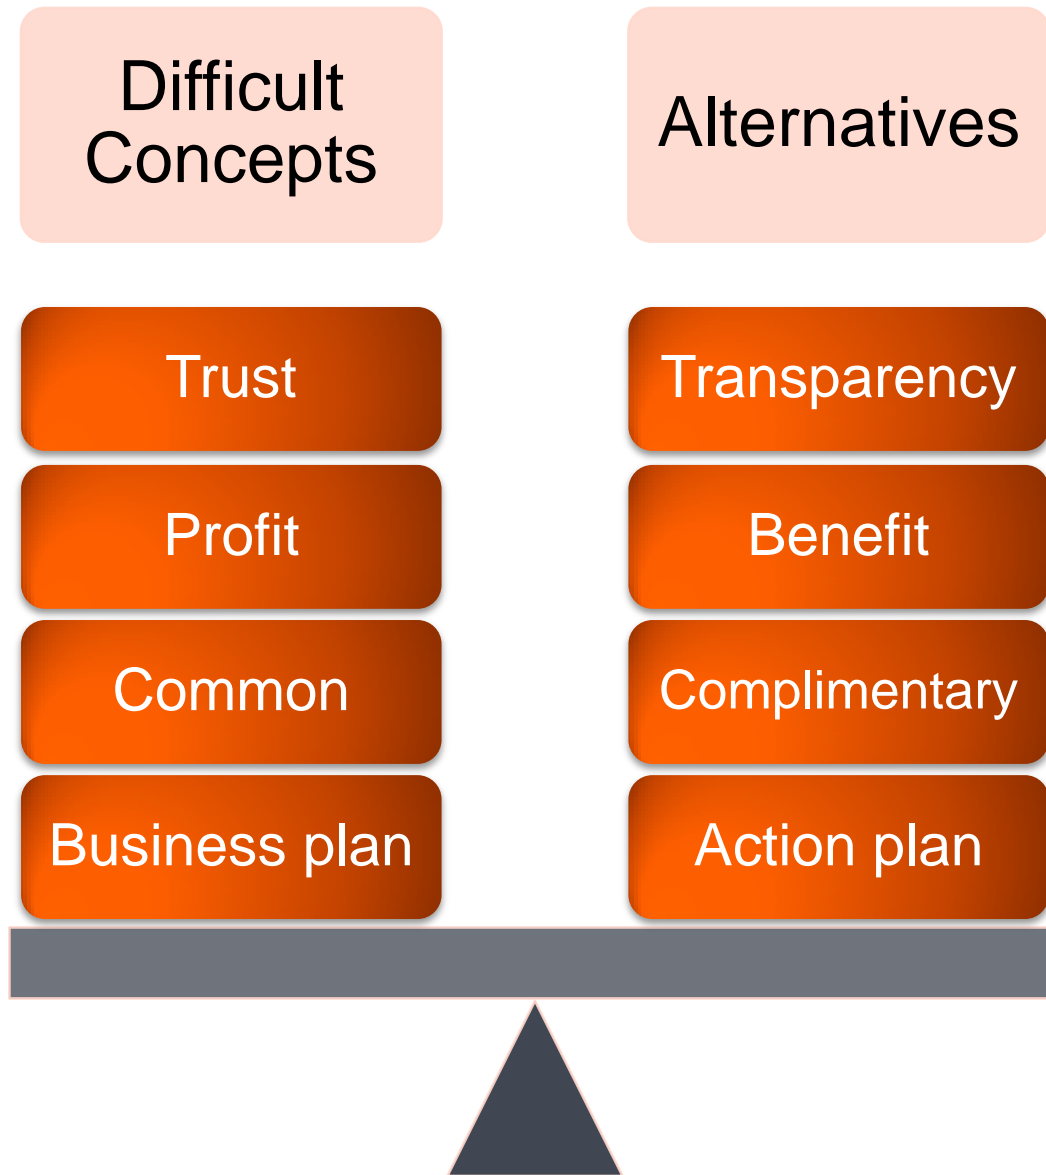 Difficult
Concepts
Alternatives
Trust
Transparency
Profit
Benefit
Common
Complimentary
Business plan
Action plan